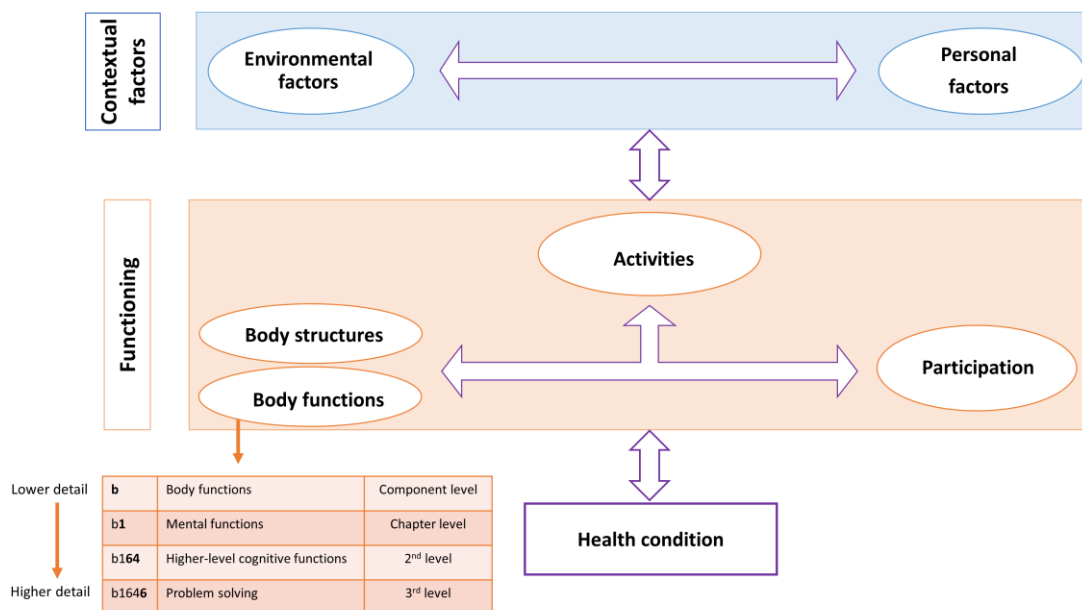 Contextual
factors
Environmental
factors
Personal
factors
Functioning
Activities
Body structures
Body functions
Participation
Lower detail
Higher detail
b Body functions Component level
b1 Mental functions Chapter level
b164 Higher-level cognitive functions 2nd level
b1646 Problem solving 3rd level
Health condition